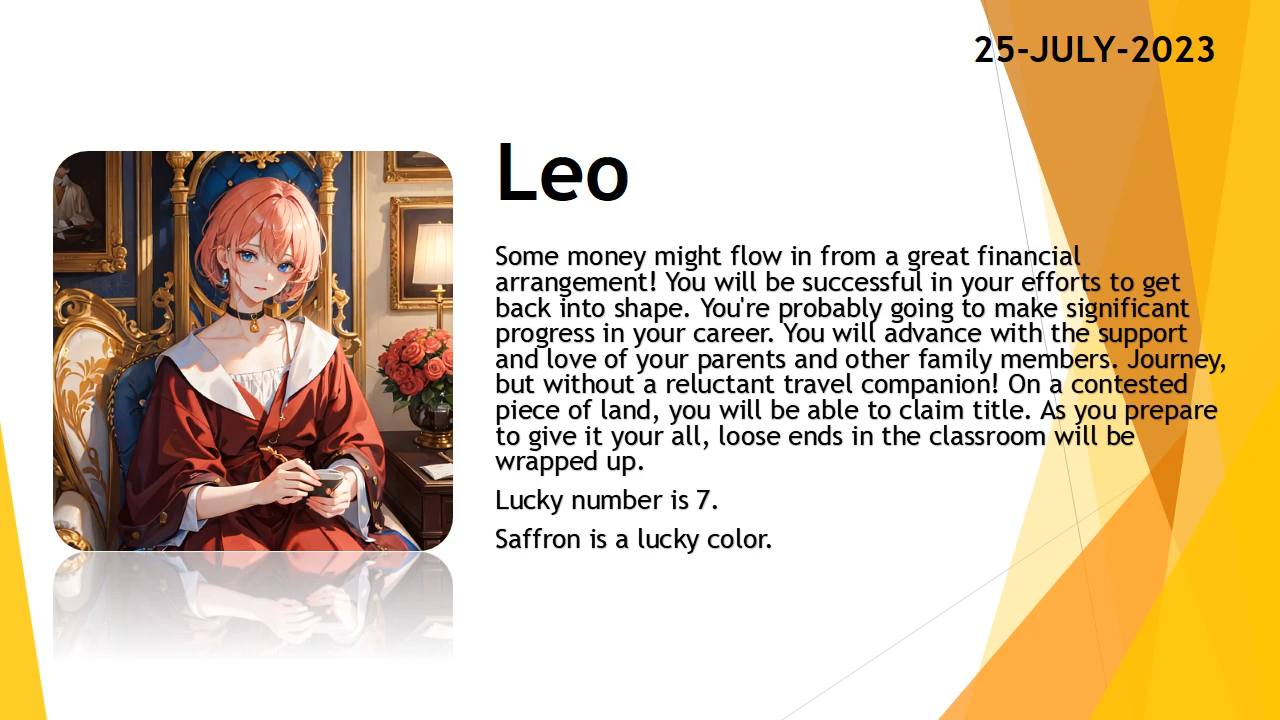 25-JULY-2023
Leo
Some money might flow in from a great financial
arrangement! You will be successful in your efforts to get
back into shape. You're probably going to make significant
progress in your career. You will advance with the support
and love of your parents and other family members. Journey,
but without a reluctant travel companion! On a contested
piece of land, you will be able to claim title. As you prepare
to give it your all, loose ends in the classroom will be
wrapped up.
Lucky number is 7.
Saffron is a lucky color.